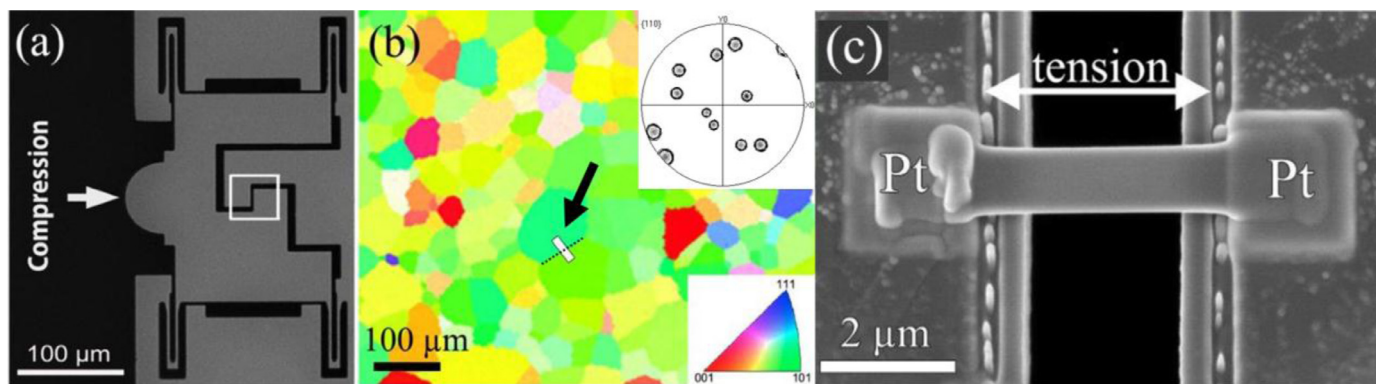 (a)
Compression
100 µm
(b)
100 µm
{110}
Y0
X0
111
001
101
(c)
tension
Pt
Pt
2 µm